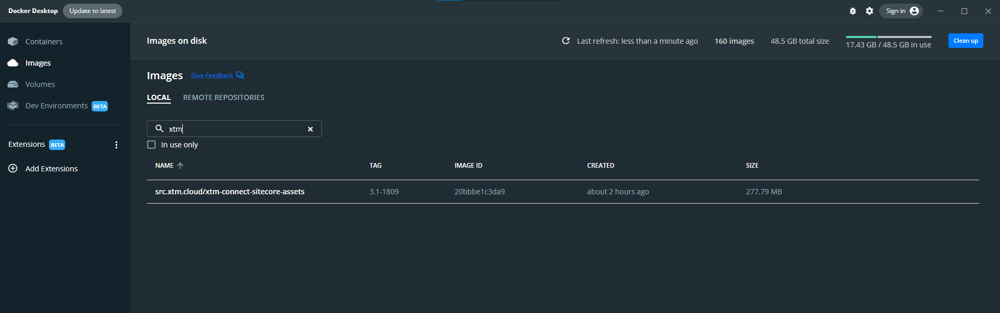 Docker Desktop Update to latest Sign in
Containers
Images
Volumes
Dev Environments BETA
Extensions BETA
Add Extensions
Images on disk Last refresh: less than a minute ago 160 images 48.5 GB total size 17.43 GB / 48.5 GB in use Clean up
Images Give Feedback
LOCAL REMOTE REPOSITORIES
xtm
In use only
NAME TAG IMAGE ID CREATED SIZE
src.xtm.cloud/xtm-connect-sitecore-assets 3.1-1809 20bbbe1c3da9 about 2 hours ago 277.79 MB